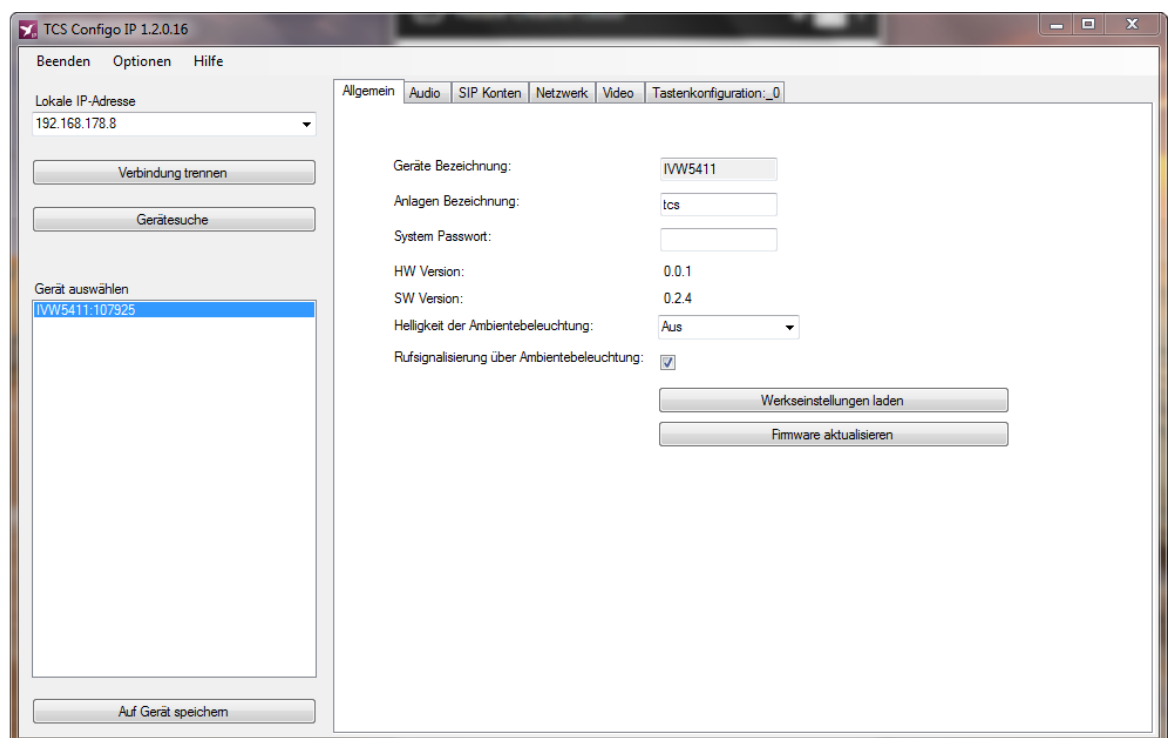 TCS Configo IP 1.2.0.16
Beenden Optionen Hilfe
Lokale IP-Adresse
192.168.178.8
Verbindung trennen
Gerätesuche
Gerät auswählen
IVW5411:107925
Auf Gerät speichern
Allgemein Audio SIP Konten Netzwerk Video Tastenkonfiguration:_0
Geräte Bezeichnung: IVW5411
Anlagen Bezeichnung: tcs
System Passwort:
HW Version: 0.0.1
SW Version: 0.2.4
Helligkeit der Ambientebeleuchtung: Aus
Rufsignalisierung über Ambientebeleuchtung:
Werkseinstellungen laden
Firmware aktualisieren